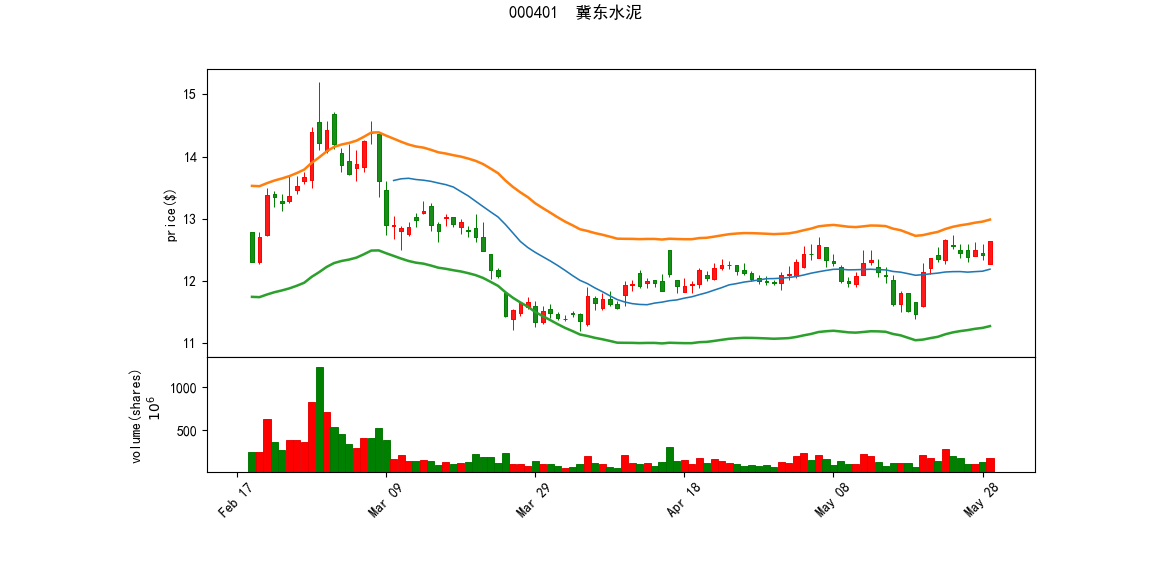 000401 冀东水泥
15
14
13
12
11
price($)
1000
500
volume(shares)
10^6
Feb 17
Mar 09
Mar 29
Apr 18
May 08
May 28